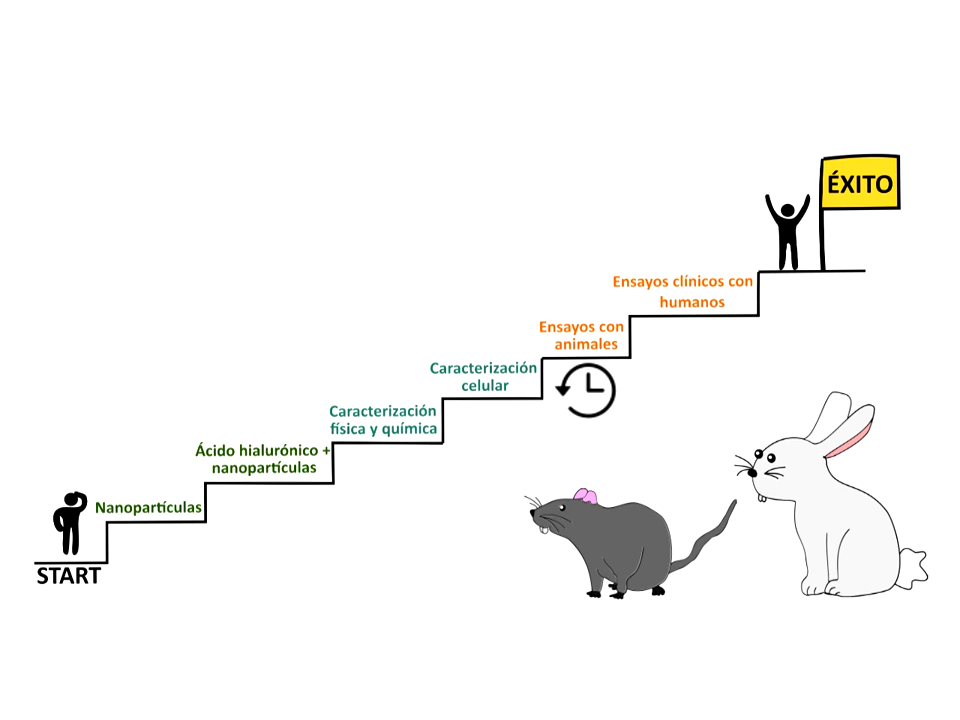 ÉXITO
Ensayos clínicos con
humanos
Ensayos con
animales
Caracterización
celular
Caracterización
física y química
Ácido hialurónico +
nanopartículas
Nanopartículas
START